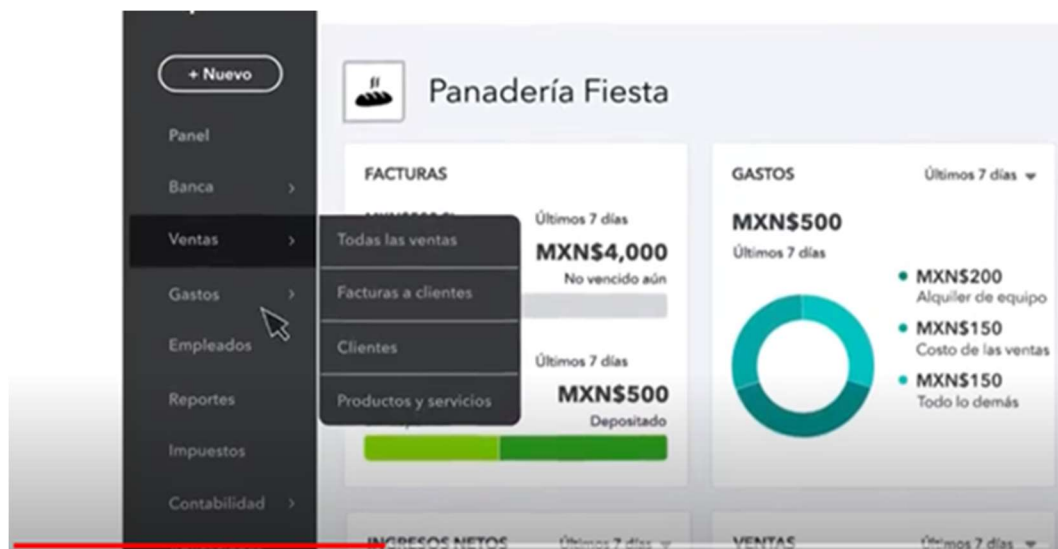 + Nuevo
Panadería Fiesta
Panel
Banca
Ventas
Gastos
Empleados
Reportes
Impuestos
Contabilidad
Todas las ventas
Facturas a clientes
Clientes
Productos y servicios
FACTURAS
Últimos 7 días
MXN$4,000
No vencido aún
Últimos 7 días
MXN$500
Depositado
GASTOS
Últimos 7 días
MXN$500
Últimos 7 días
MXN$200
Alquiler de equipo
MXN$150
Costo de las ventas
MXN$150
Todo lo demás
INGRESOS NETOS
Últimos 7 días
VENTAS
Últimos 7 días